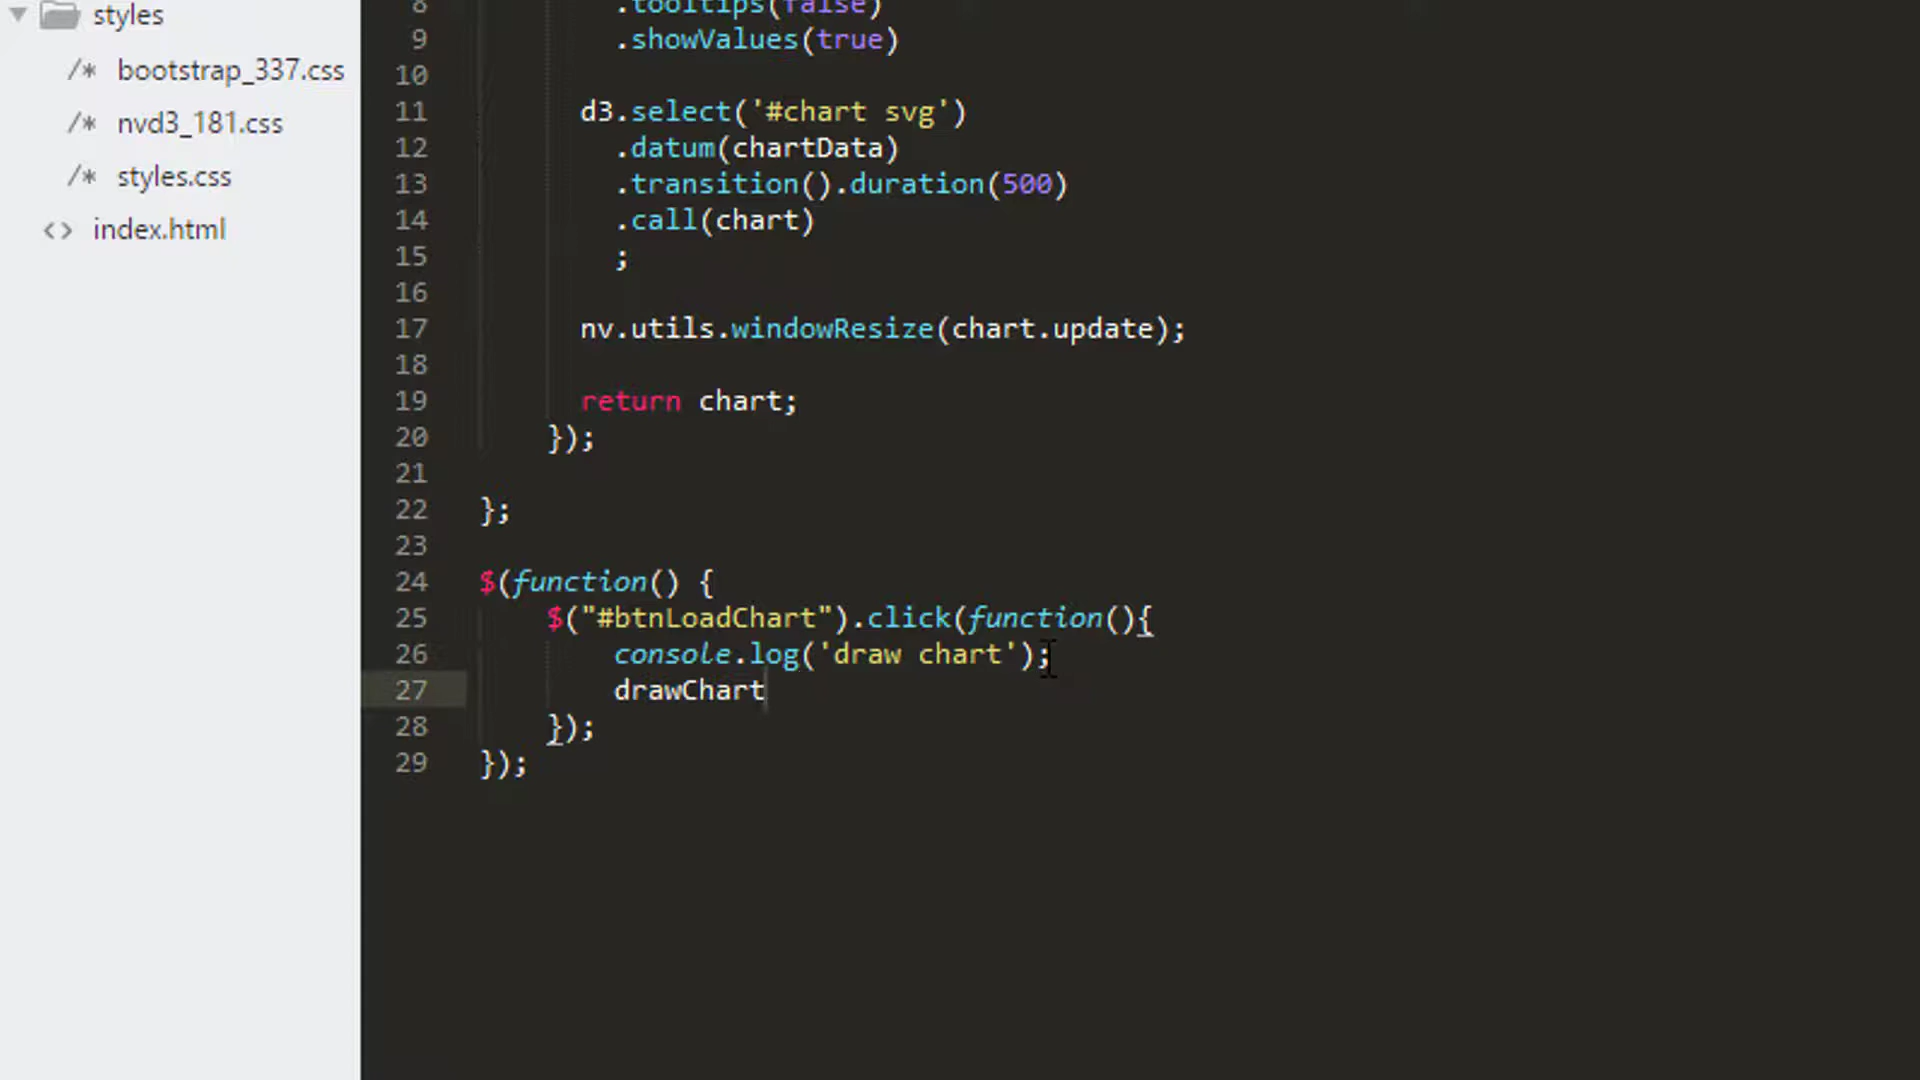 styles
/* bootstrap_337.css
/* nvd3_181.css
/* styles.css
<> index.html
8 .tooltips(false)
9 .showValues(true)
10
11 d3.select('#chart svg')
12 .datum(chartData)
13 .transition().duration(500)
14 .call(chart)
15 ;
16
17 nv.utils.windowResize(chart.update);
18
19 return chart;
20 });
21
22 };
23
24 $(function() {
25 $("#btnLoadChart").click(function(){
26 console.log('draw chart');
27 drawChart
28 });
29 });